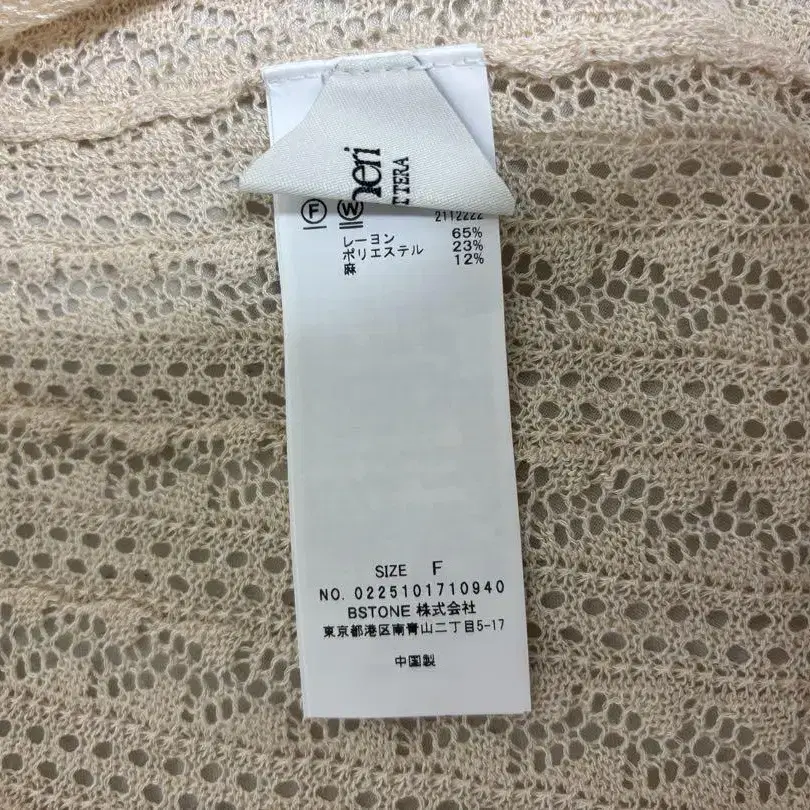 neri
TTERA
F W
2112222
レーヨン 65%
ポリエステル 23%
麻 12%
SIZE F
NO. 0225101710940
BSTONE 株式会社
東京都港区南青山二丁目5-17
中国製